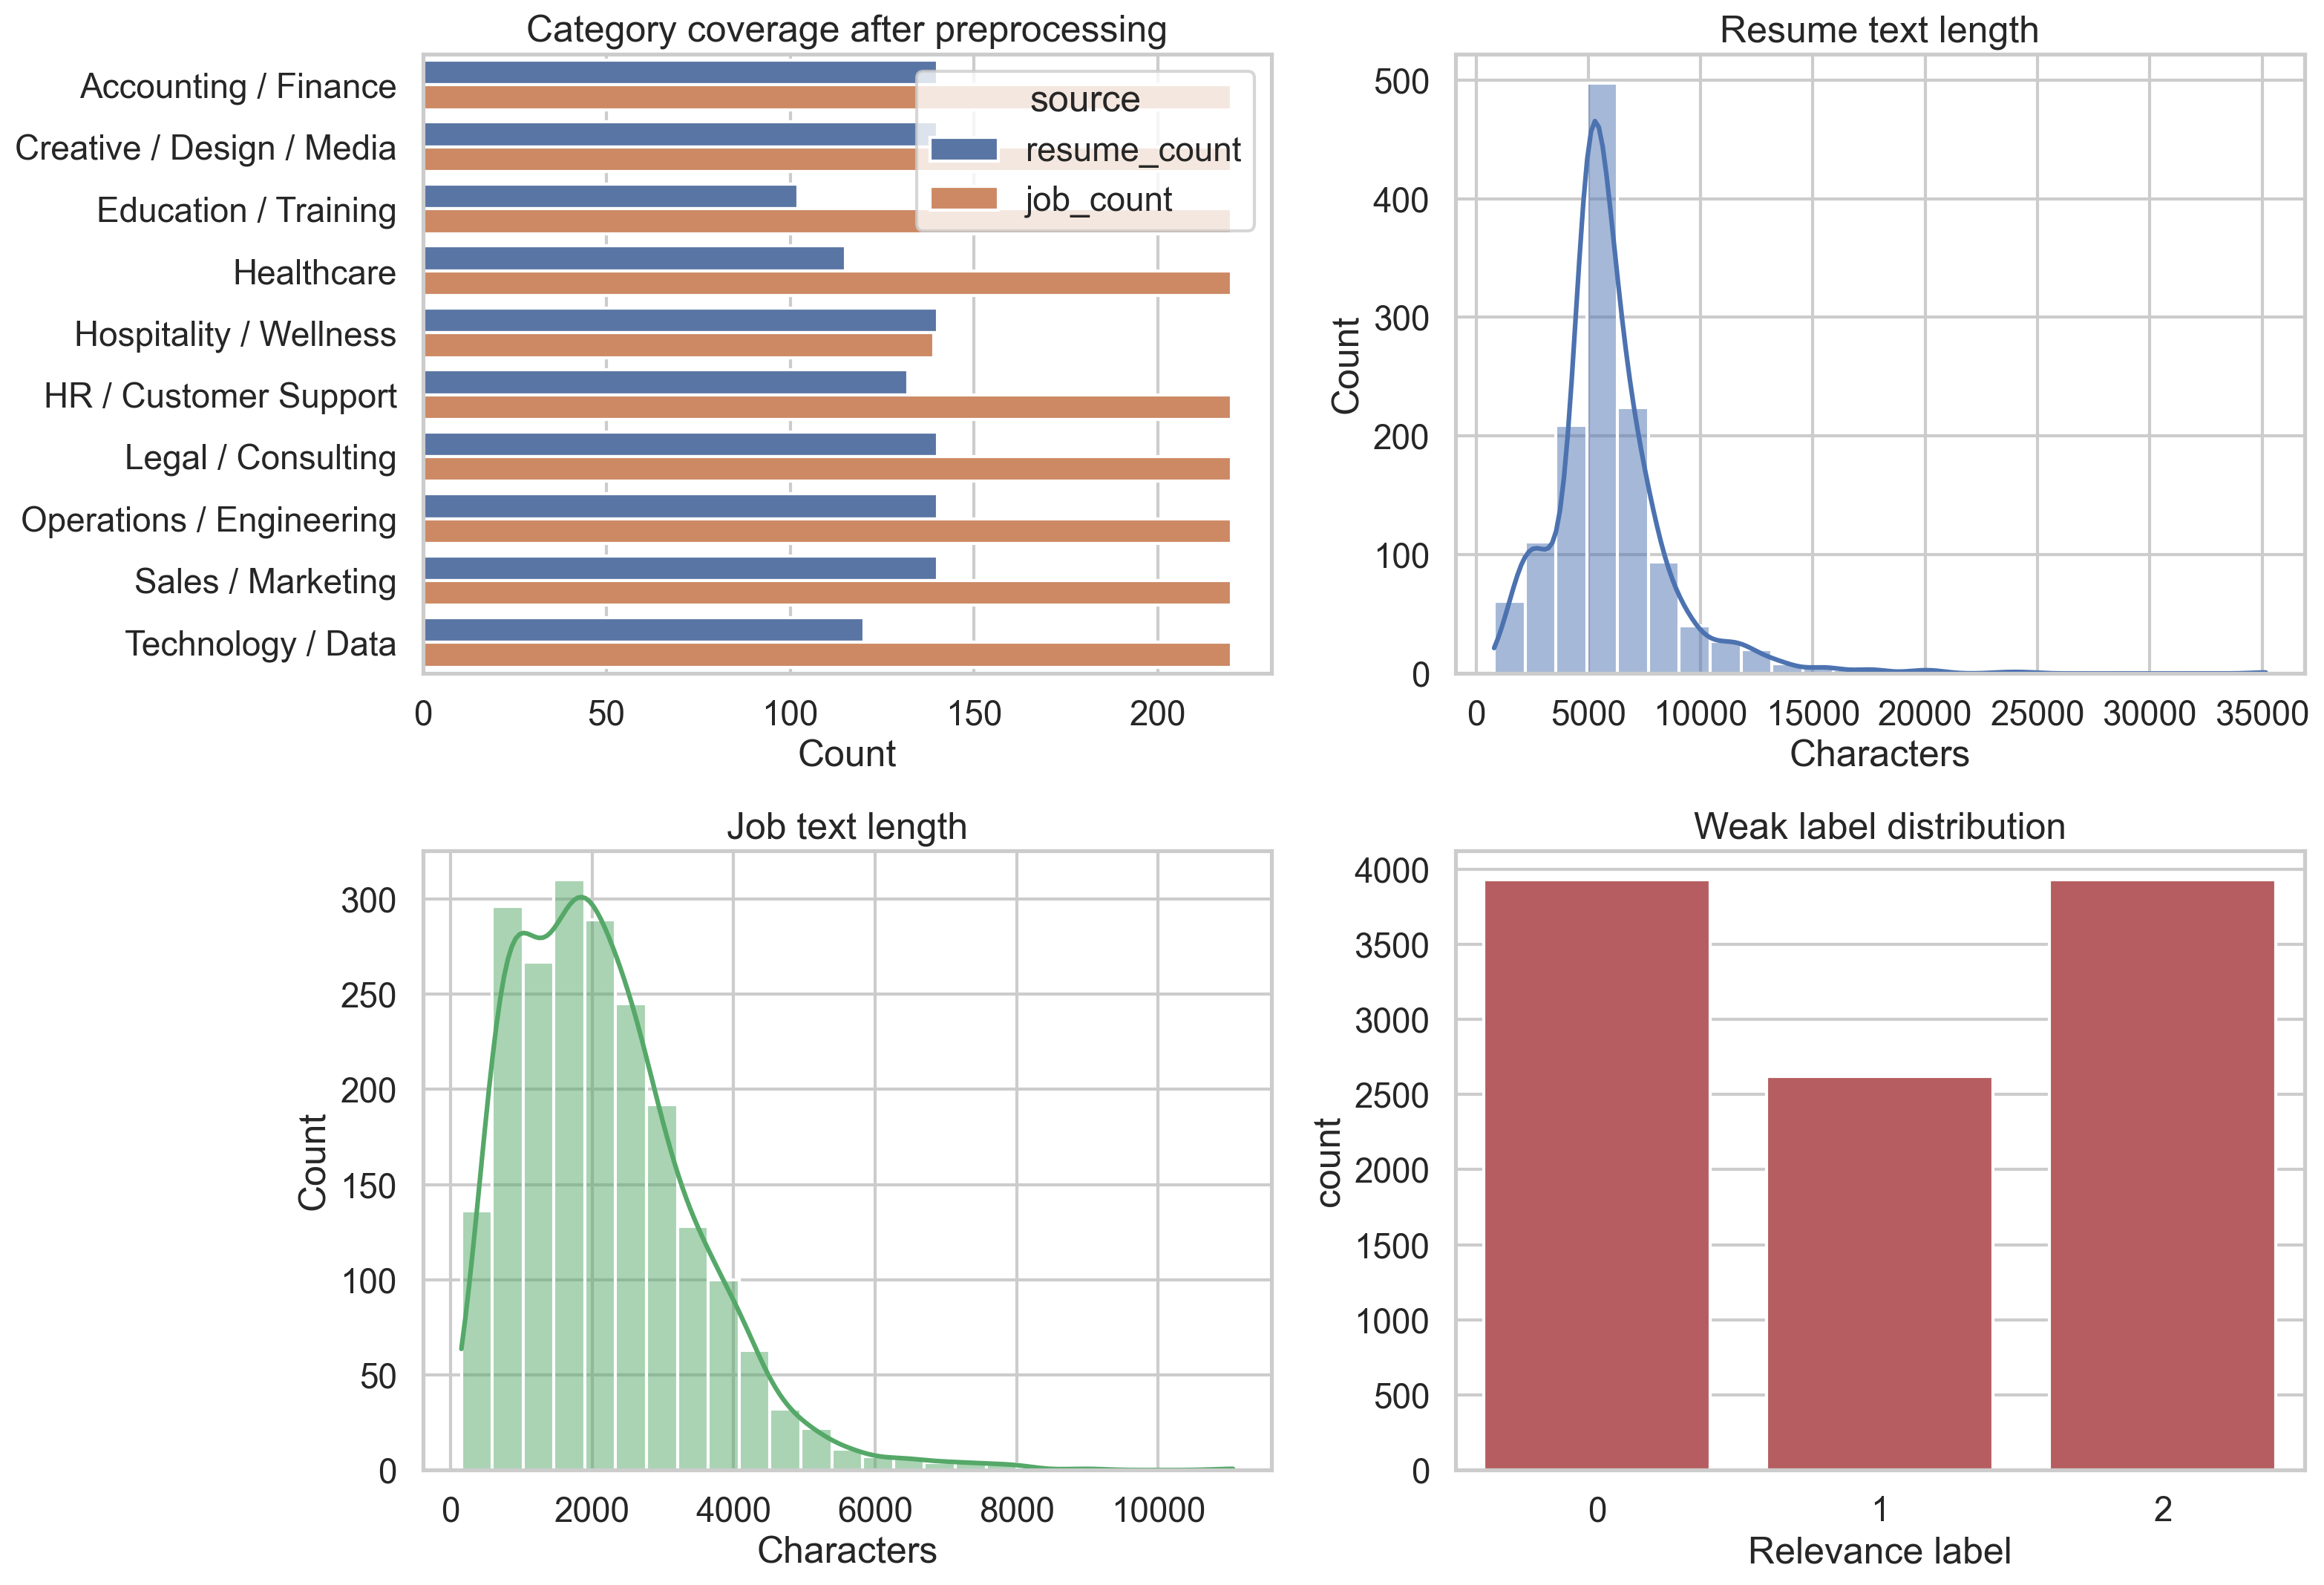 Category coverage after preprocessing
Accounting / Finance
Creative / Design / Media
Education / Training
Healthcare
Hospitality / Wellness
HR / Customer Support
Legal / Consulting
Operations / Engineering
Sales / Marketing
Technology / Data
source
resume_count
job_count
0 50 100 150 200
Count
Resume text length
500
400
300
200
100
0
Count
0 5000 10000 15000 20000 25000 30000 35000
Characters
Job text length
300
250
200
150
100
50
0
Count
0 2000 4000 6000 8000 10000
Characters
Weak label distribution
4000
3500
3000
2500
2000
1500
1000
500
0
count
0 1 2
Relevance label